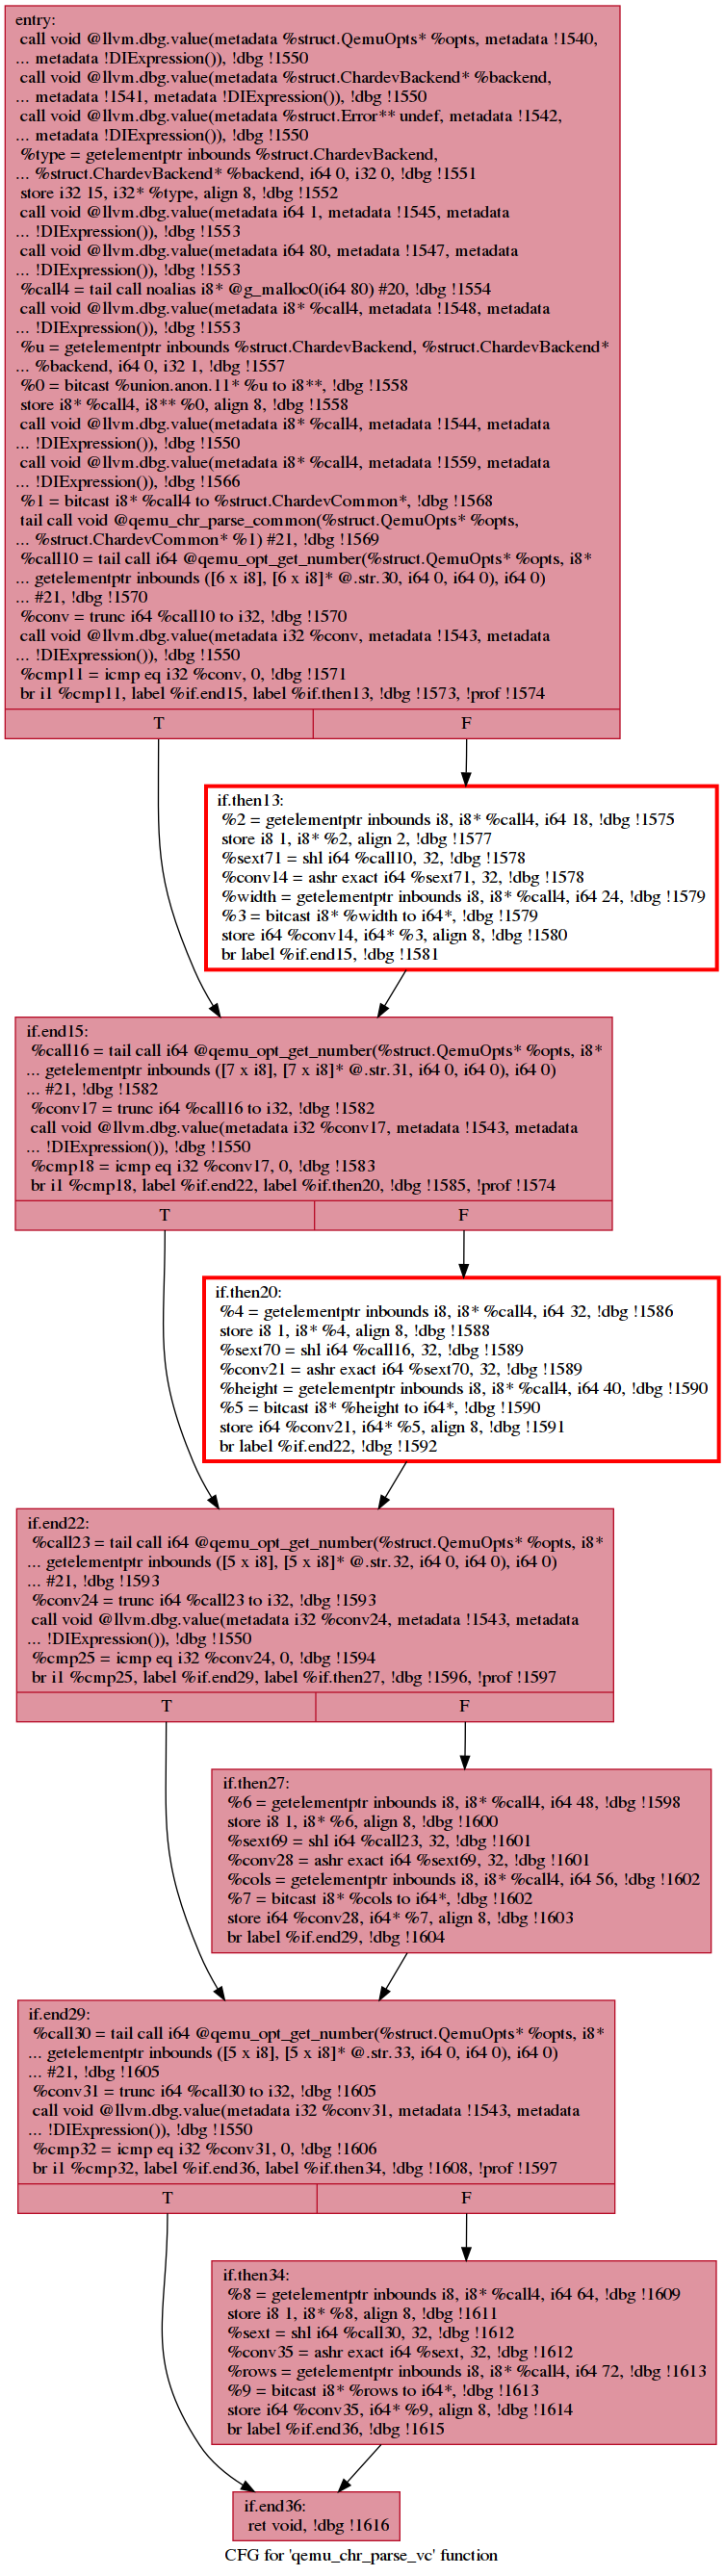 entry:
call void @llvm.dbg.value(metadata %struct.QemuOpts* %opts, metadata !1540,
... metadata !DIExpression()), !dbg !1550
call void @llvm.dbg.value(metadata %struct.ChardevBackend* %backend,
... metadata !1541, metadata !DIExpression()), !dbg !1550
call void @llvm.dbg.value(metadata %struct.Error** undef, metadata !1542,
... metadata !DIExpression()), !dbg !1550
%type = getelementptr inbounds %struct.ChardevBackend,
... %struct.ChardevBackend* %backend, i64 0, i32 0, !dbg !1551
store i32 15, i32* %type, align 8, !dbg !1552
call void @llvm.dbg.value(metadata i64 1, metadata !1545, metadata
... !DIExpression()), !dbg !1553
call void @llvm.dbg.value(metadata i64 80, metadata !1547, metadata
... !DIExpression()), !dbg !1553
%call4 = tail call noalias i8* @g_malloc0(i64 80) #20, !dbg !1554
call void @llvm.dbg.value(metadata i8* %call4, metadata !1548, metadata
... !DIExpression()), !dbg !1553
%u = getelementptr inbounds %struct.ChardevBackend, %struct.ChardevBackend*
... %backend, i64 0, i32 1, !dbg !1557
%0 = bitcast %union.anon.11* %u to i8**, !dbg !1558
store i8* %call4, i8** %0, align 8, !dbg !1558
call void @llvm.dbg.value(metadata i8* %call4, metadata !1544, metadata
... !DIExpression()), !dbg !1550
call void @llvm.dbg.value(metadata i8* %call4, metadata !1559, metadata
... !DIExpression()), !dbg !1566
%1 = bitcast i8* %call4 to %struct.ChardevCommon*, !dbg !1568
tail call void @qemu_chr_parse_common(%struct.QemuOpts* %opts,
... %struct.ChardevCommon* %1) #21, !dbg !1569
%call10 = tail call i64 @qemu_opt_get_number(%struct.QemuOpts* %opts, i8*
... getelementptr inbounds ([6 x i8], [6 x i8]* @.str.30, i64 0, i64 0), i64 0)
... #21, !dbg !1570
%conv = trunc i64 %call10 to i32, !dbg !1570
call void @llvm.dbg.value(metadata i32 %conv, metadata !1543, metadata
... !DIExpression()), !dbg !1550
%cmp11 = icmp eq i32 %conv, 0, !dbg !1571
br i1 %cmp11, label %if.end15, label %if.then13, !dbg !1573, !prof !1574
T F
if.then13:
%2 = getelementptr inbounds i8, i8* %call4, i64 18, !dbg !1575
store i8 1, i8* %2, align 2, !dbg !1577
%sext71 = shl i64 %call10, 32, !dbg !1578
%conv14 = ashr exact i64 %sext71, 32, !dbg !1578
%width = getelementptr inbounds i8, i8* %call4, i64 24, !dbg !1579
%3 = bitcast i8* %width to i64*, !dbg !1579
store i64 %conv14, i64* %3, align 8, !dbg !1580
br label %if.end15, !dbg !1581
if.end15:
%call16 = tail call i64 @qemu_opt_get_number(%struct.QemuOpts* %opts, i8*
... getelementptr inbounds ([7 x i8], [7 x i8]* @.str.31, i64 0, i64 0), i64 0)
... #21, !dbg !1582
%conv17 = trunc i64 %call16 to i32, !dbg !1582
call void @llvm.dbg.value(metadata i32 %conv17, metadata !1543, metadata
... !DIExpression()), !dbg !1550
%cmp18 = icmp eq i32 %conv17, 0, !dbg !1583
br i1 %cmp18, label %if.end22, label %if.then20, !dbg !1585, !prof !1574
T F
if.then20:
%4 = getelementptr inbounds i8, i8* %call4, i64 32, !dbg !1586
store i8 1, i8* %4, align 8, !dbg !1588
%sext70 = shl i64 %call16, 32, !dbg !1589
%conv21 = ashr exact i64 %sext70, 32, !dbg !1589
%height = getelementptr inbounds i8, i8* %call4, i64 40, !dbg !1590
%5 = bitcast i8* %height to i64*, !dbg !1590
store i64 %conv21, i64* %5, align 8, !dbg !1591
br label %if.end22, !dbg !1592
if.end22:
%call23 = tail call i64 @qemu_opt_get_number(%struct.QemuOpts* %opts, i8*
... getelementptr inbounds ([5 x i8], [5 x i8]* @.str.32, i64 0, i64 0), i64 0)
... #21, !dbg !1593
%conv24 = trunc i64 %call23 to i32, !dbg !1593
call void @llvm.dbg.value(metadata i32 %conv24, metadata !1543, metadata
... !DIExpression()), !dbg !1550
%cmp25 = icmp eq i32 %conv24, 0, !dbg !1594
br i1 %cmp25, label %if.end29, label %if.then27, !dbg !1596, !prof !1597
T F
if.then27:
%6 = getelementptr inbounds i8, i8* %call4, i64 48, !dbg !1598
store i8 1, i8* %6, align 8, !dbg !1600
%sext69 = shl i64 %call23, 32, !dbg !1601
%conv28 = ashr exact i64 %sext69, 32, !dbg !1601
%cols = getelementptr inbounds i8, i8* %call4, i64 56, !dbg !1602
%7 = bitcast i8* %cols to i64*, !dbg !1602
store i64 %conv28, i64* %7, align 8, !dbg !1603
br label %if.end29, !dbg !1604
if.end29:
%call30 = tail call i64 @qemu_opt_get_number(%struct.QemuOpts* %opts, i8*
... getelementptr inbounds ([5 x i8], [5 x i8]* @.str.33, i64 0, i64 0), i64 0)
... #21, !dbg !1605
%conv31 = trunc i64 %call30 to i32, !dbg !1605
call void @llvm.dbg.value(metadata i32 %conv31, metadata !1543, metadata
... !DIExpression()), !dbg !1550
%cmp32 = icmp eq i32 %conv31, 0, !dbg !1606
br i1 %cmp32, label %if.end36, label %if.then34, !dbg !1608, !prof !1597
T F
if.then34:
%8 = getelementptr inbounds i8, i8* %call4, i64 64, !dbg !1609
store i8 1, i8* %8, align 8, !dbg !1611
%sext = shl i64 %call30, 32, !dbg !1612
%conv35 = ashr exact i64 %sext, 32, !dbg !1612
%rows = getelementptr inbounds i8, i8* %call4, i64 72, !dbg !1613
%9 = bitcast i8* %rows to i64*, !dbg !1613
store i64 %conv35, i64* %9, align 8, !dbg !1614
br label %if.end36, !dbg !1615
if.end36:
ret void, !dbg !1616
CFG for 'qemu_chr_parse_vc' function